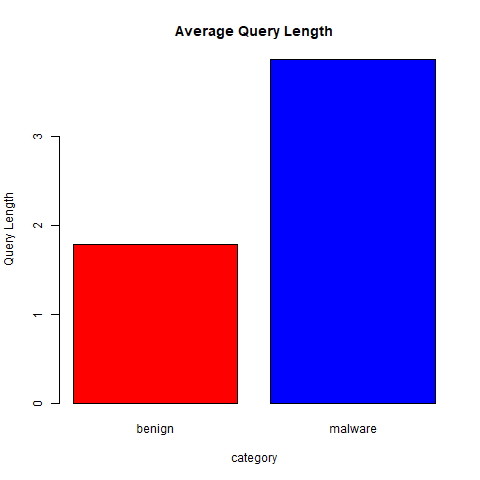 Average Query Length
Query Length
3
2
1
0
benign malware
category